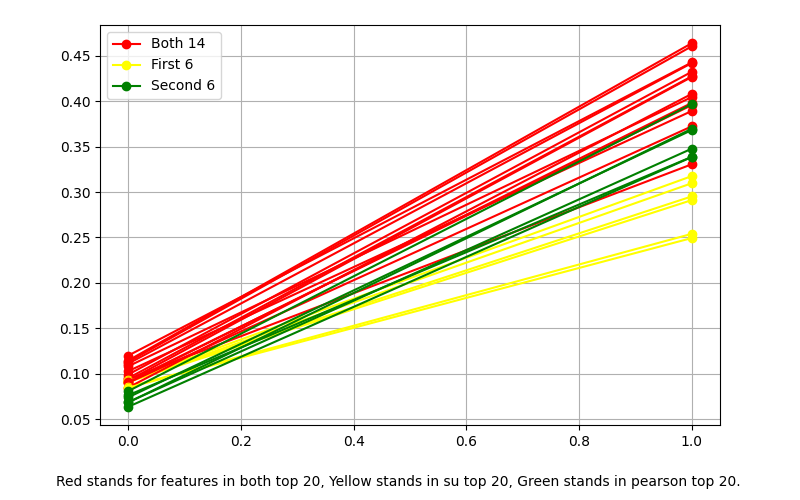 Both 14
First 6
Second 6
0.45
0.40
0.35
0.30
0.25
0.20
0.15
0.10
0.05
0.0 0.2 0.4 0.6 0.8 1.0
Red stands for features in both top 20, Yellow stands in su top 20, Green stands in pearson top 20.